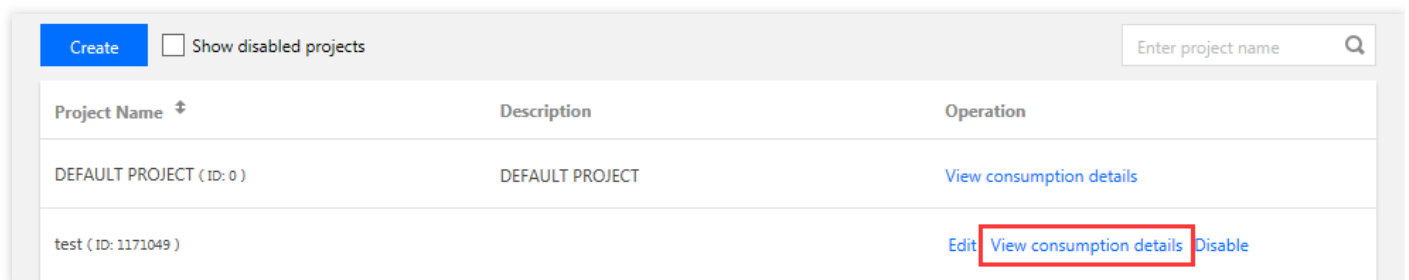 Create Show disabled projects Enter project name
Project Name Description Operation
DEFAULT PROJECT ( ID: 0 ) DEFAULT PROJECT View consumption details
test ( ID: 1171049 ) Edit View consumption details Disable